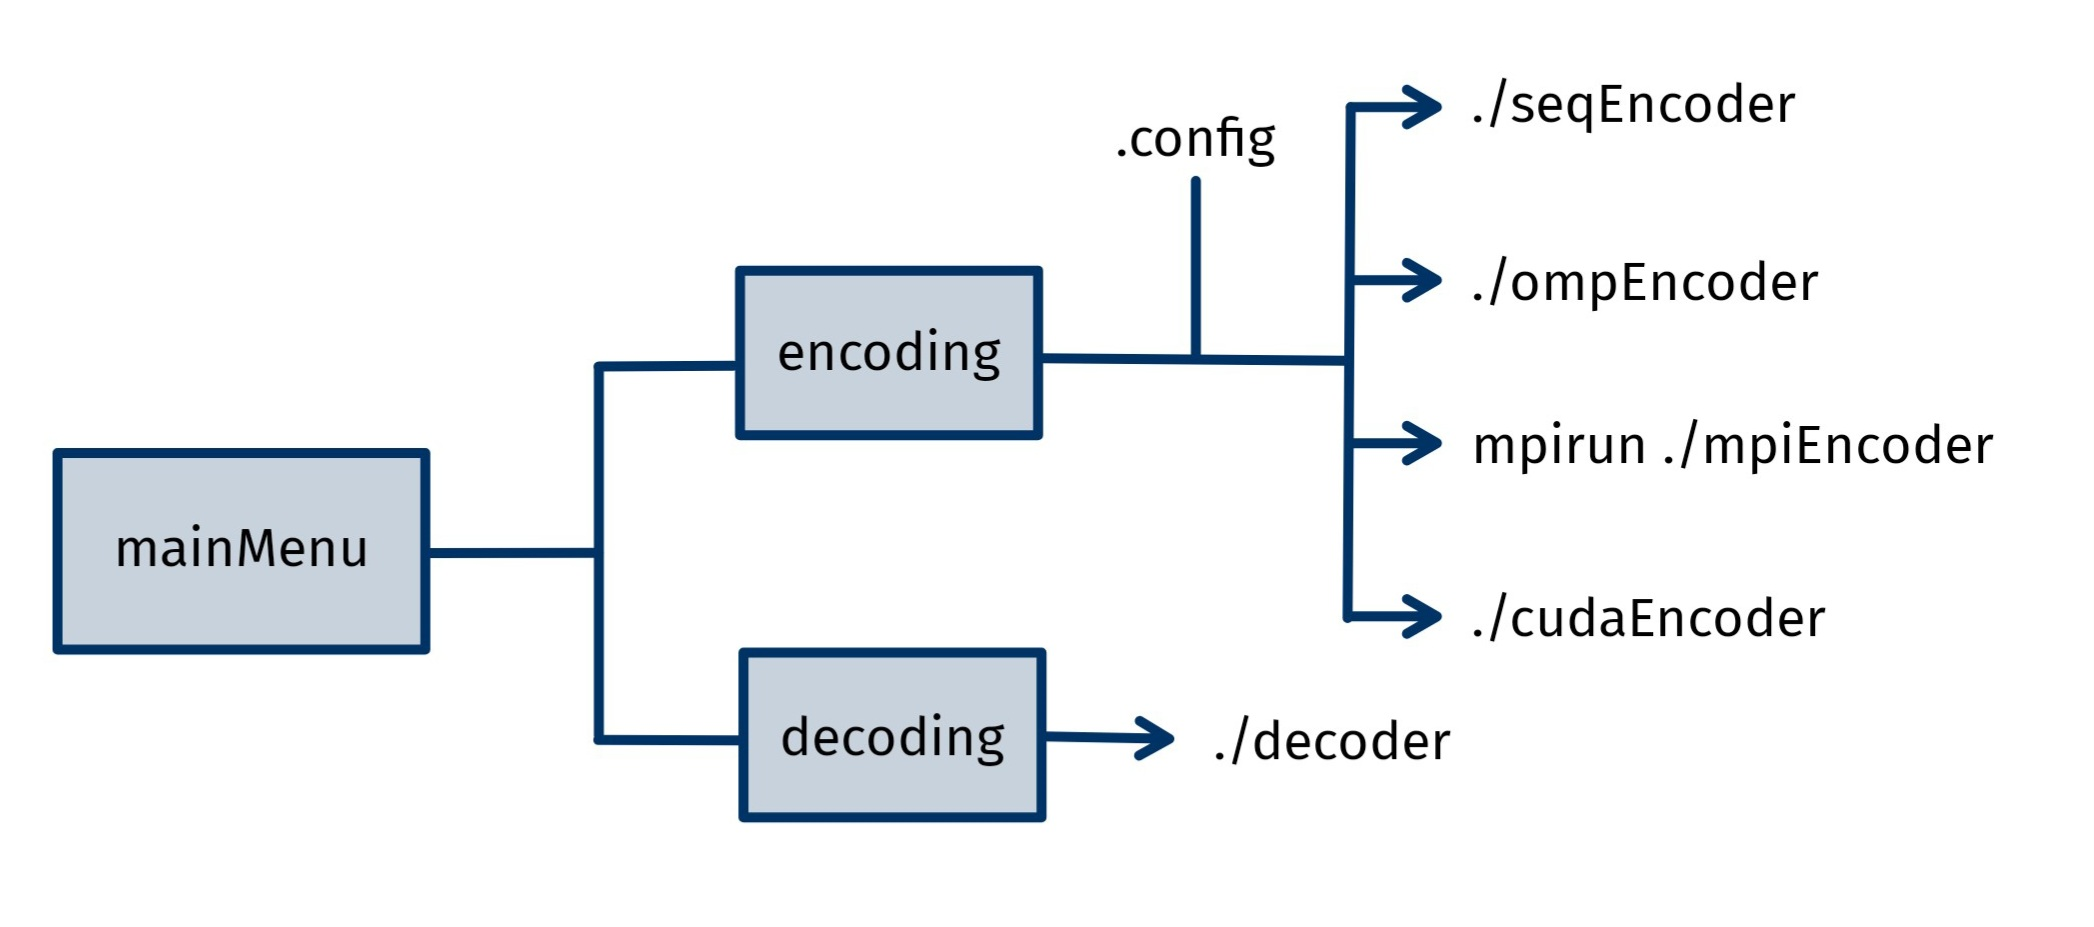 ./seqEncoder
.config
./ompEncoder
encoding
mpirun ./mpiEncoder
mainMenu
./cudaEncoder
decoding
./decoder